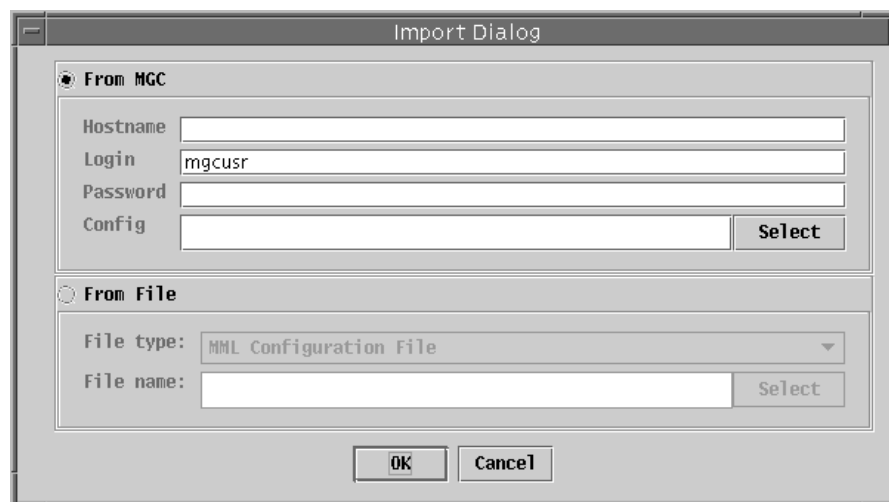 Import Dialog
From MGC
Hostname
Login mgcusr
Password
Config Select
From File
File type: MML Configuration File
File name: Select
OK Cancel